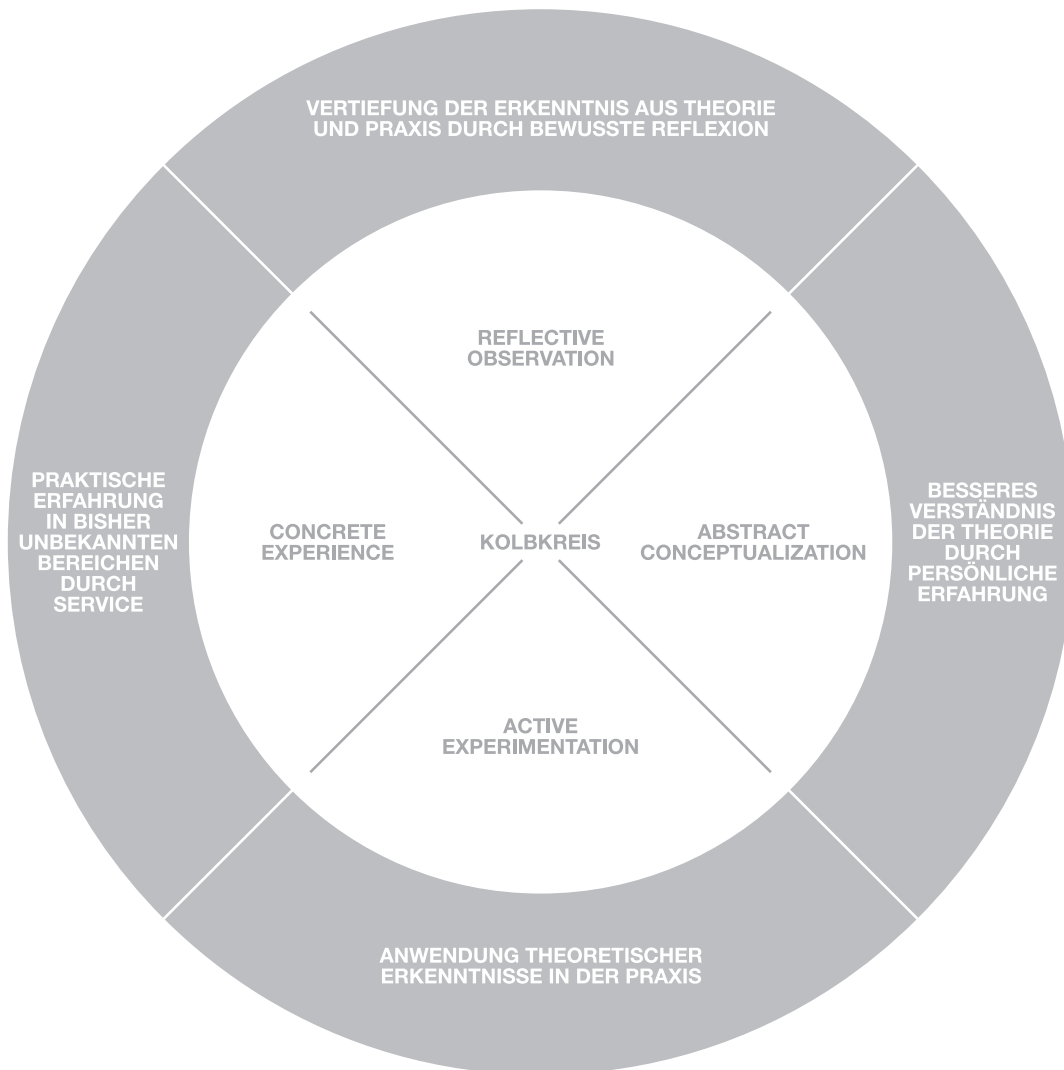 VERTIEFUNG DER ERKENNTNIS AUS THEORIE
UND PRAXIS DURCH BEWUSSTE REFLEXION
REFLECTIVE
OBSERVATION
PRAKTISCHE
ERFAHRUNG
IN BISHER
UNBEKANNTEN
BEREICHEN
DURCH
SERVICE
CONCRETE
EXPERIENCE
KOLBKREIS
ABSTRACT
CONCEPTUALIZATION
BESSERES
VERSTÄNDNIS
DER THEORIE
DURCH
PERSÖNLICHE
ERFAHRUNG
ACTIVE
EXPERIMENTATION
ANWENDUNG THEORETISCHER
ERKENNTNISSE IN DER PRAXIS